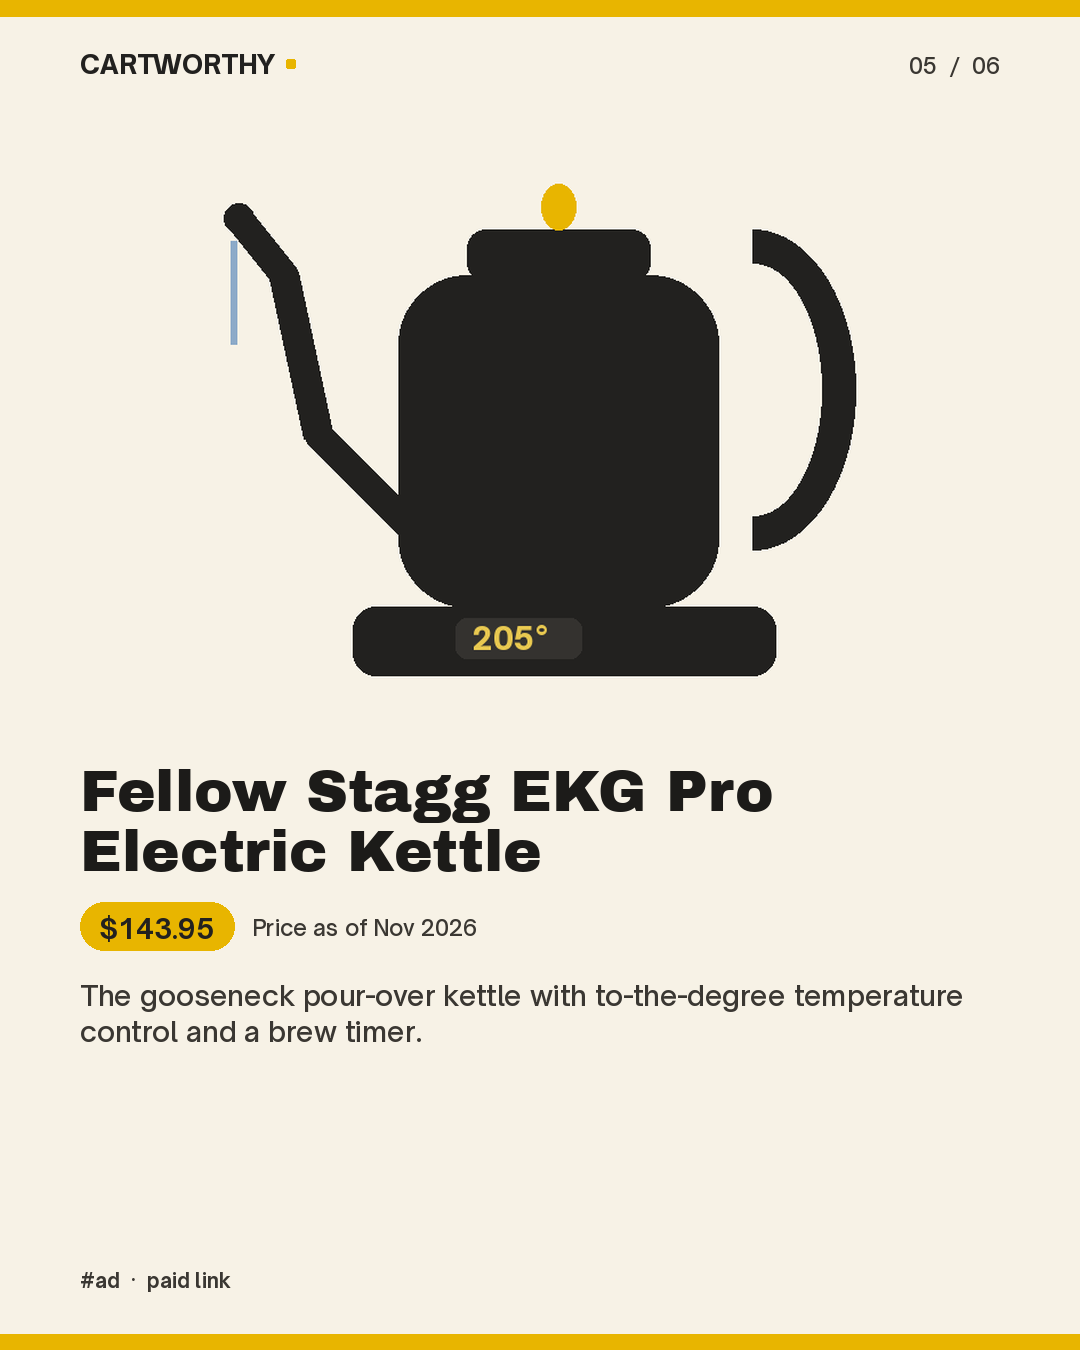 CARTWORTHY
05 / 06
205°
Fellow Stagg EKG Pro
Electric Kettle
$143.95
Price as of Nov 2026
The gooseneck pour-over kettle with to-the-degree temperature
control and a brew timer.
#ad · paid link